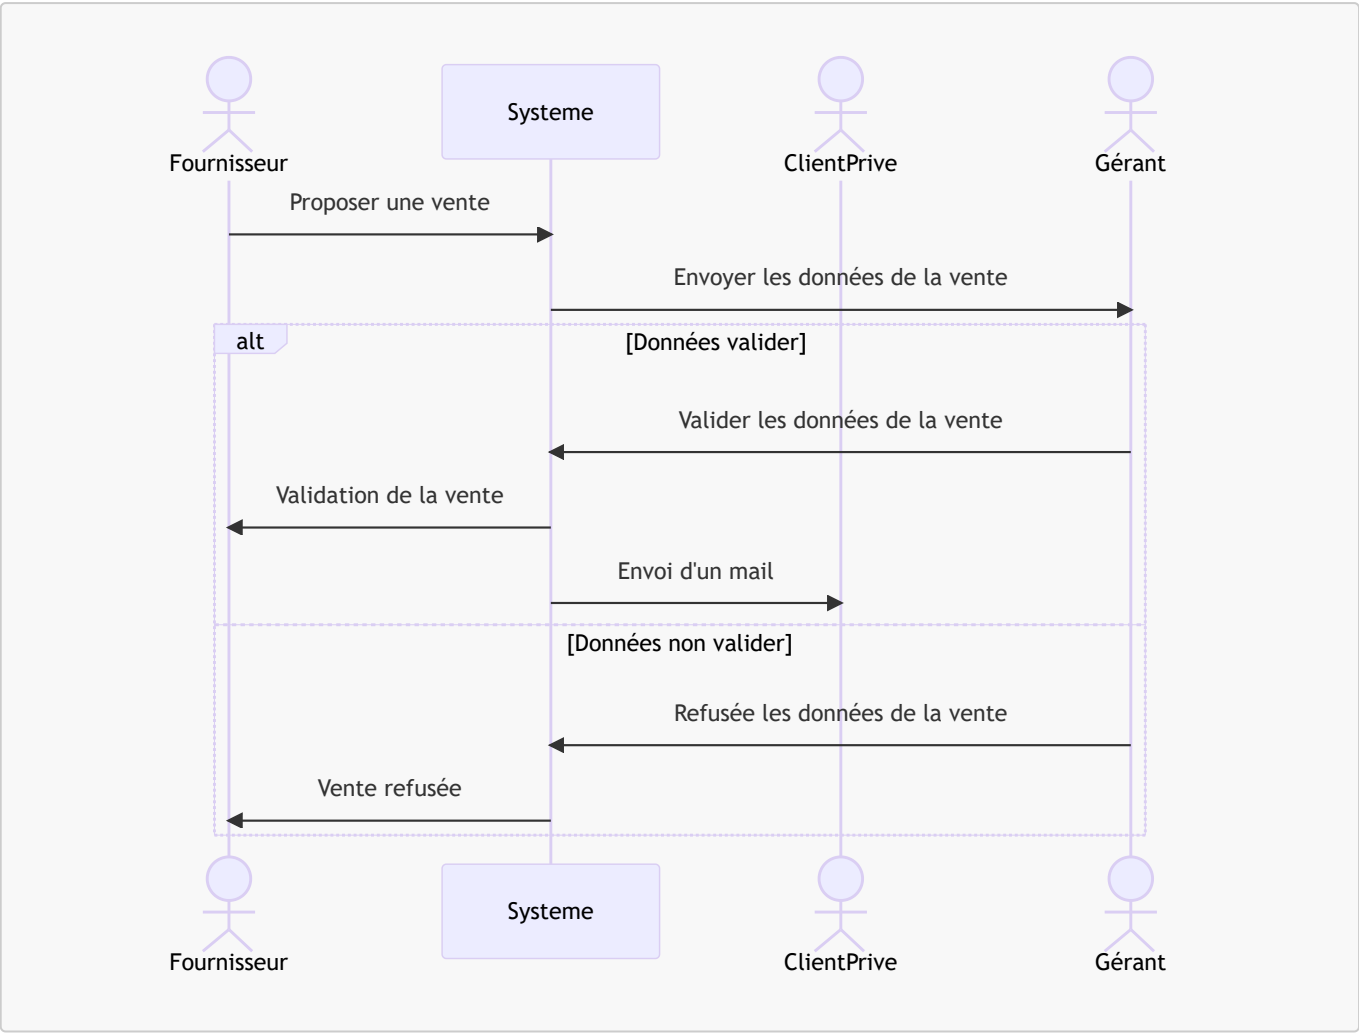 Systeme
Fournisseur
ClientPrive
Gérant
Proposer une vente
Envoyer les données de la vente
alt
[Données valider]
Valider les données de la vente
Validation de la vente
Envoi d'un mail
[Données non valider]
Refusée les données de la vente
Vente refusée
Systeme
Fournisseur
ClientPrive
Gérant